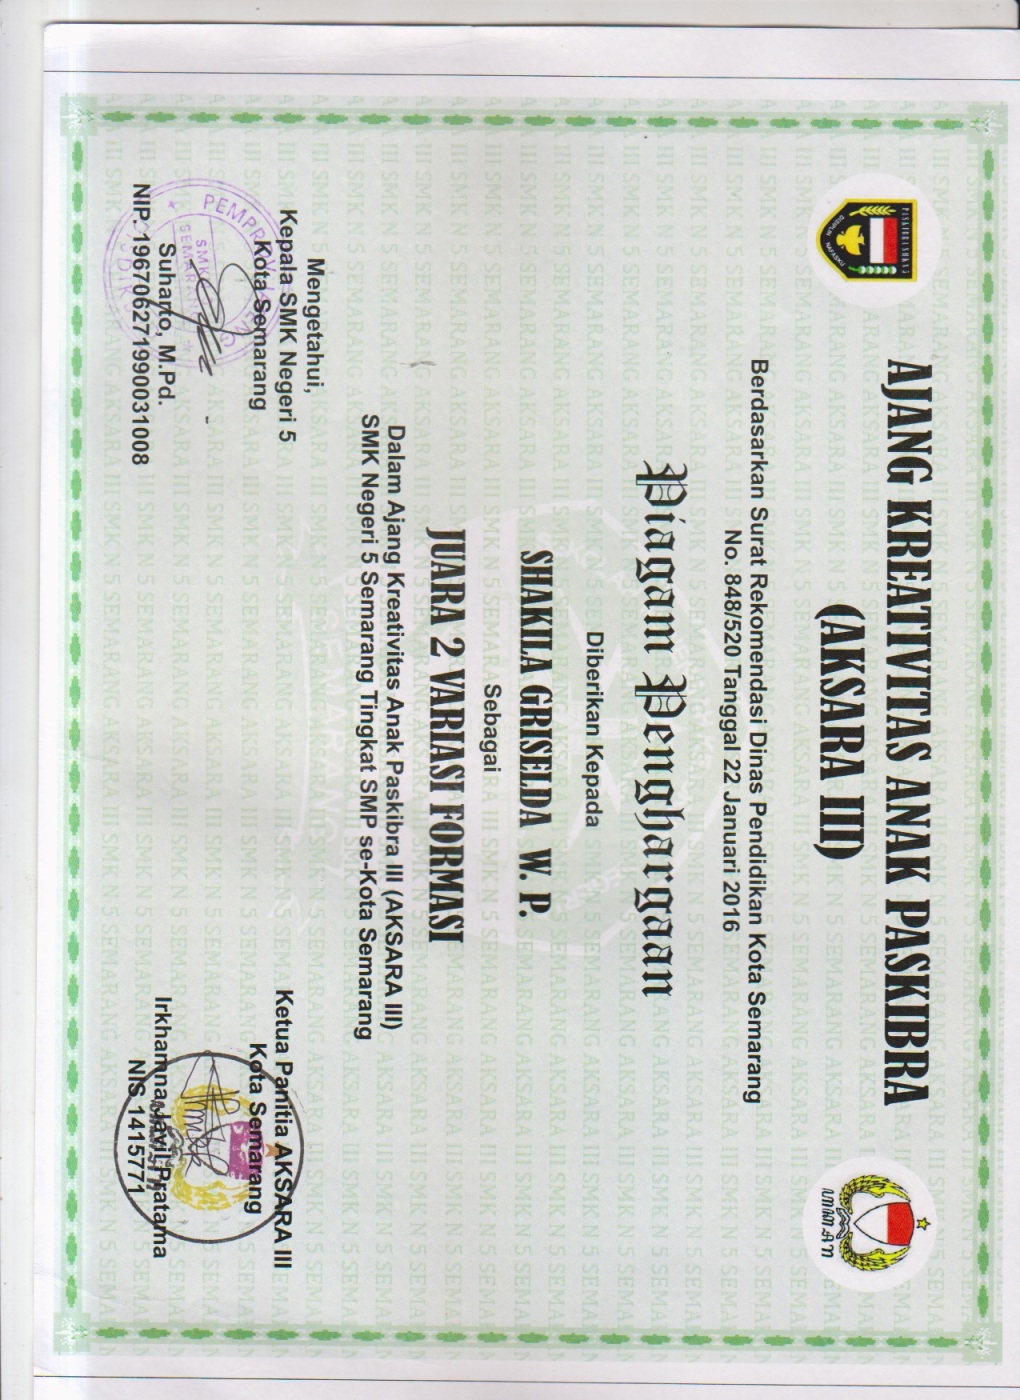 AJANG KREATIVITAS ANAK PASKIBRA
(AKSARA III)
Berdasarkan Surat Rekomendasi Dinas Pendidikan Kota Semarang
No. 848/520 Tanggal 22 Januari 2016
Piagam Penghargaan
Diberikan Kepada
SHAKILA GRISELDA W. P.
Sebagai
JUARA 2 VARIASI FORMASI
Dalam Ajang Kreativitas Anak Paskibra III (AKSARA III)
SMK Negeri 5 Semarang Tingkat SMP se-Kota Semarang
Mengetahui,
Kepala SMK Negeri 5
Kota Semarang
Suharto, M.Pd.
NIP. 196706271990031008
Ketua Panitia AKSARA III
Kota Semarang
Irkhamna Javil Pratama
NIS 1415771